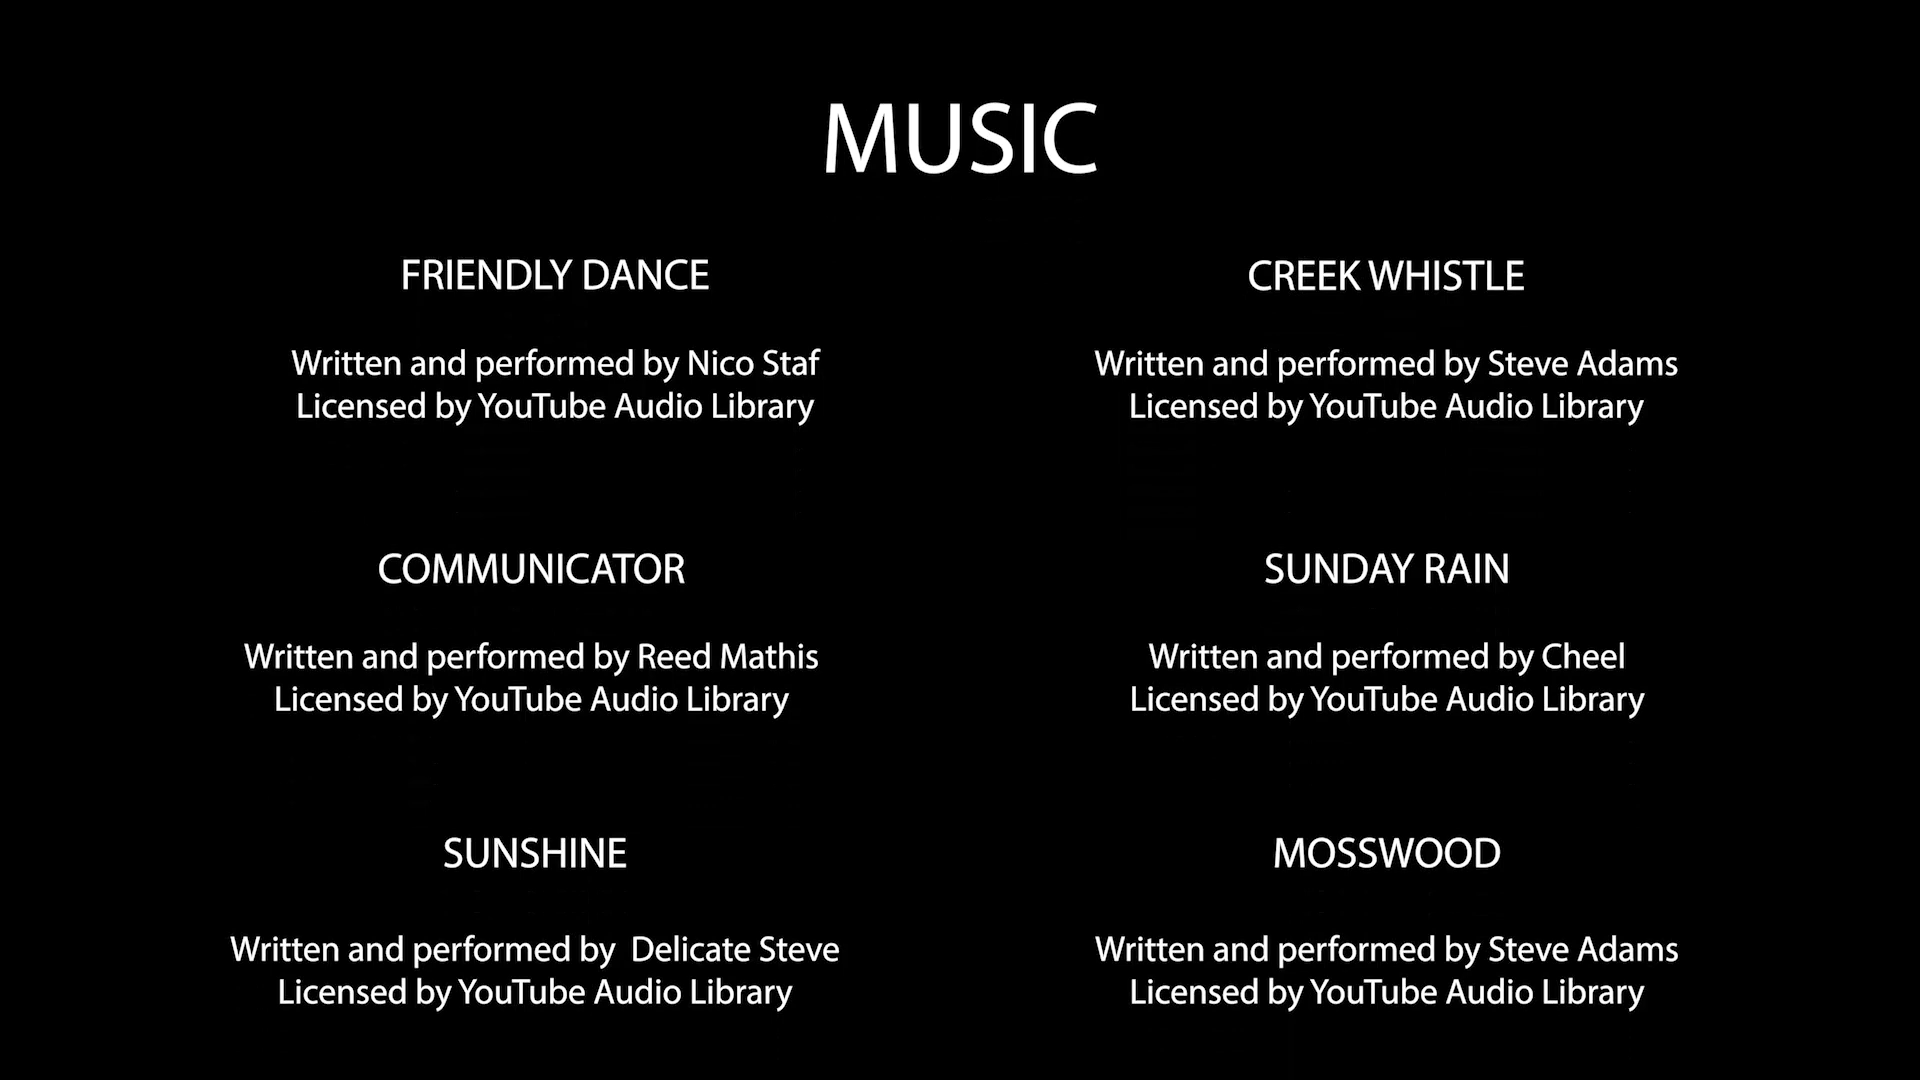 MUSIC
FRIENDLY DANCE
Written and performed by Nico Staf
Licensed by YouTube Audio Library
CREEK WHISTLE
Written and performed by Steve Adams
Licensed by YouTube Audio Library
COMMUNICATOR
Written and performed by Reed Mathis
Licensed by YouTube Audio Library
SUNDAY RAIN
Written and performed by Cheel
Licensed by YouTube Audio Library
SUNSHINE
Written and performed by  Delicate Steve
Licensed by YouTube Audio Library
MOSSWOOD
Written and performed by Steve Adams
Licensed by YouTube Audio Library